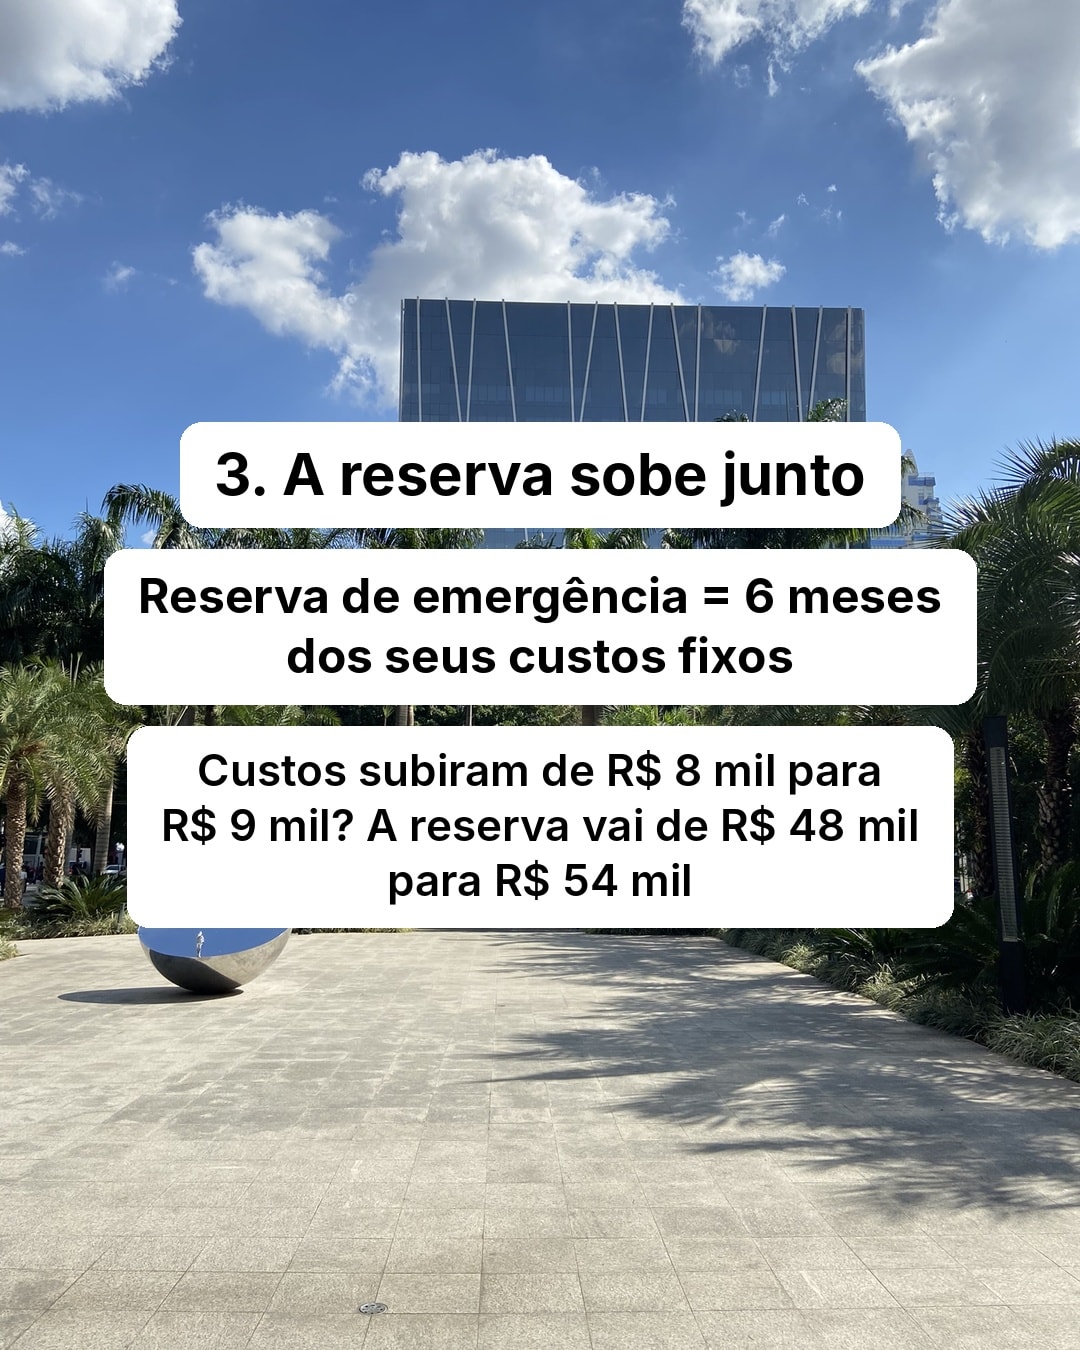 3. A reserva sobe junto
Reserva de emergência = 6 meses
dos seus custos fixos
Custos subiram de R$ 8 mil para
R$ 9 mil? A reserva vai de R$ 48 mil
para R$ 54 mil